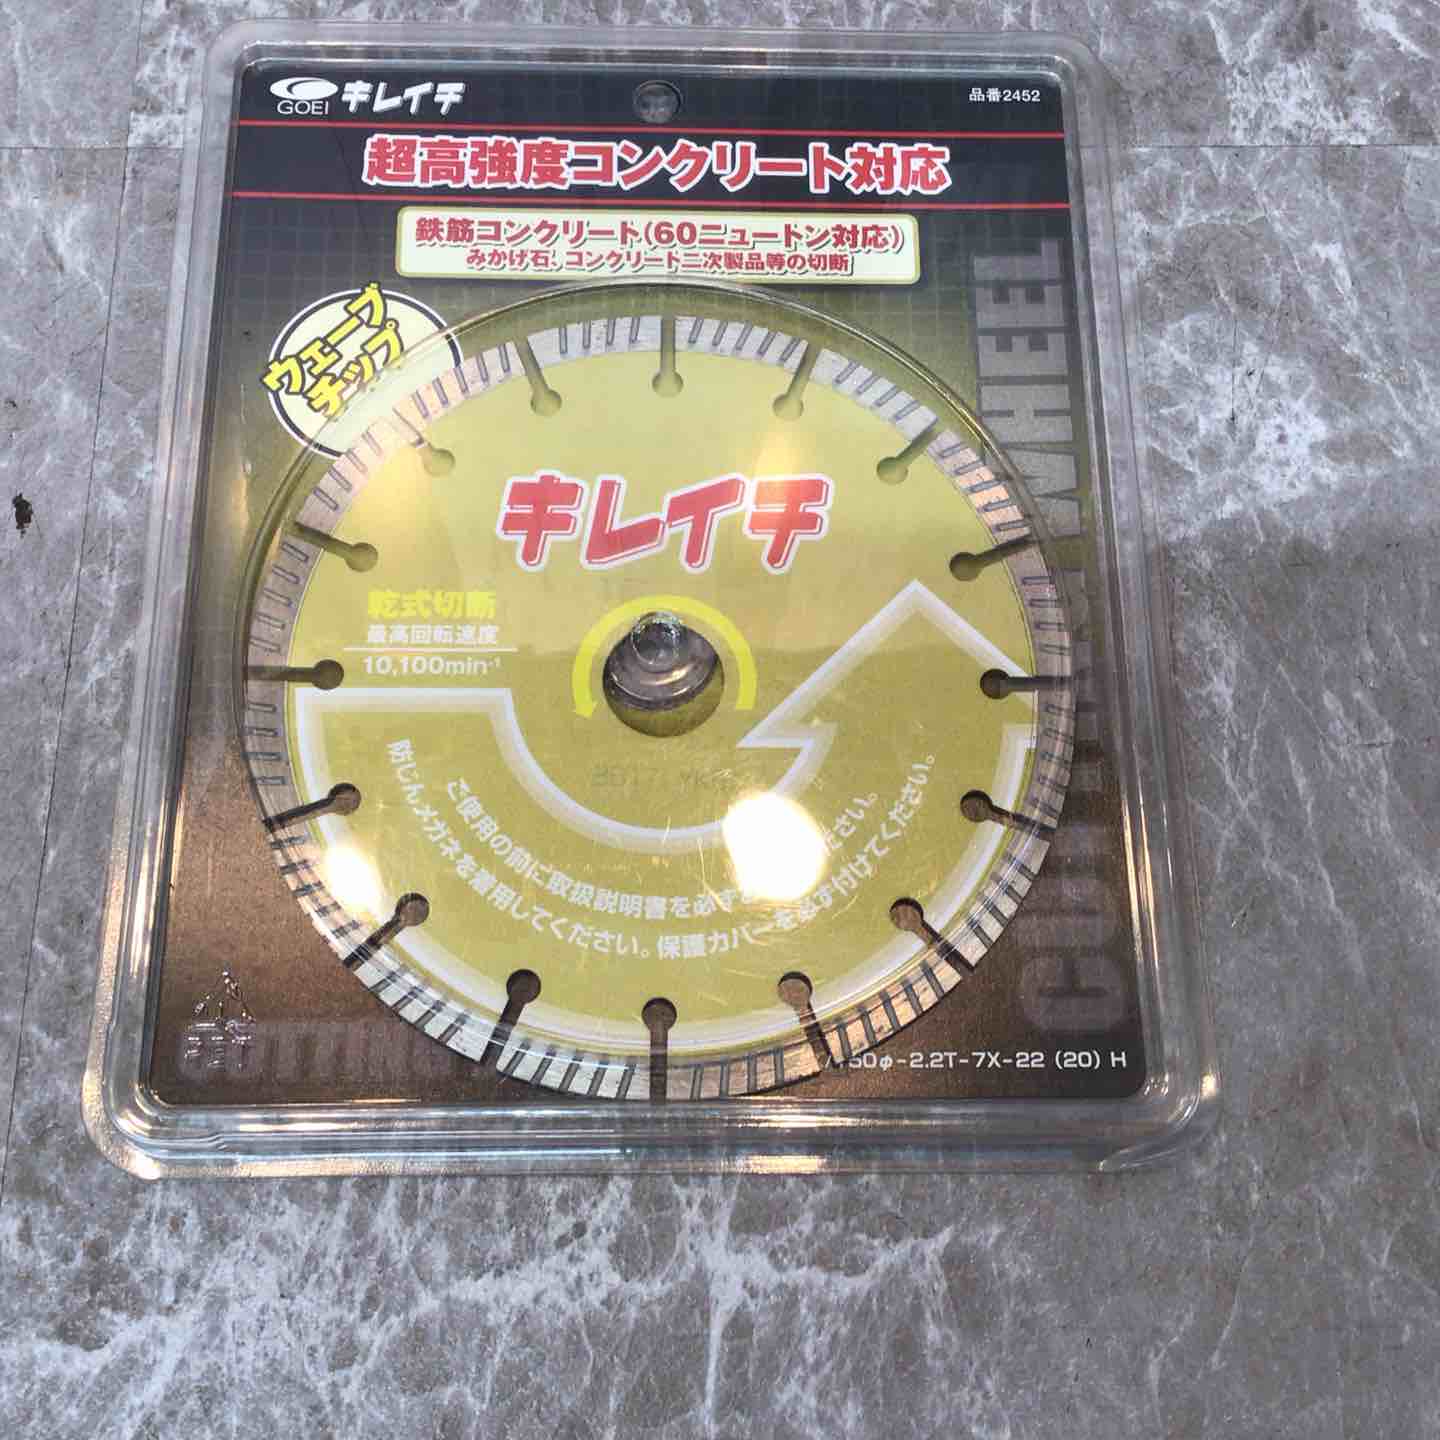 GOEI キレイチ
品番2452
超高強度コンクリート対応
鉄筋コンクリート(60ニュートン対応)
みかげ石、コンクリート二次製品等の切断
ウェーブ
チップ
キレイチ
乾式切断
最高回転速度
10,100min⁻¹
ご使用の前に取扱説明書を必ず ください。
防じんメガネを着用してください。保護カバーを必ず付けてください。
WHEEL
50φ-2.2T-7X-22 (20) H